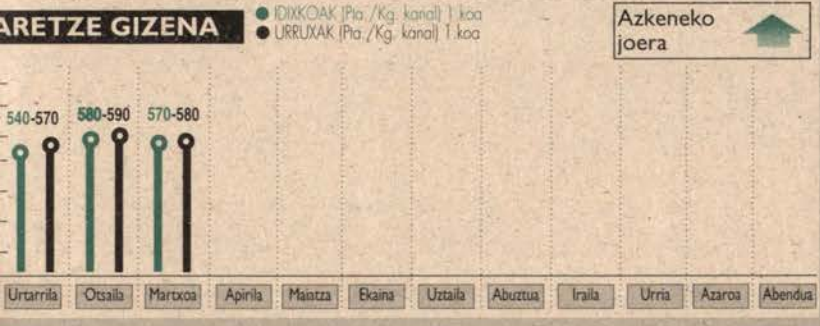 ARETZE GIZENA
IDIXKOAK (Pta./Kg. kanal) 1.koa
URRUXAK (Pta./Kg. kanal) 1.koa
Azkeneko
joera
540-570 580-590 570-580
Urtarrila Otsaila Martxoa Apirila Maiatza Ekaina Uztaila Abuztua Iraila Urria Azaroa Abendua